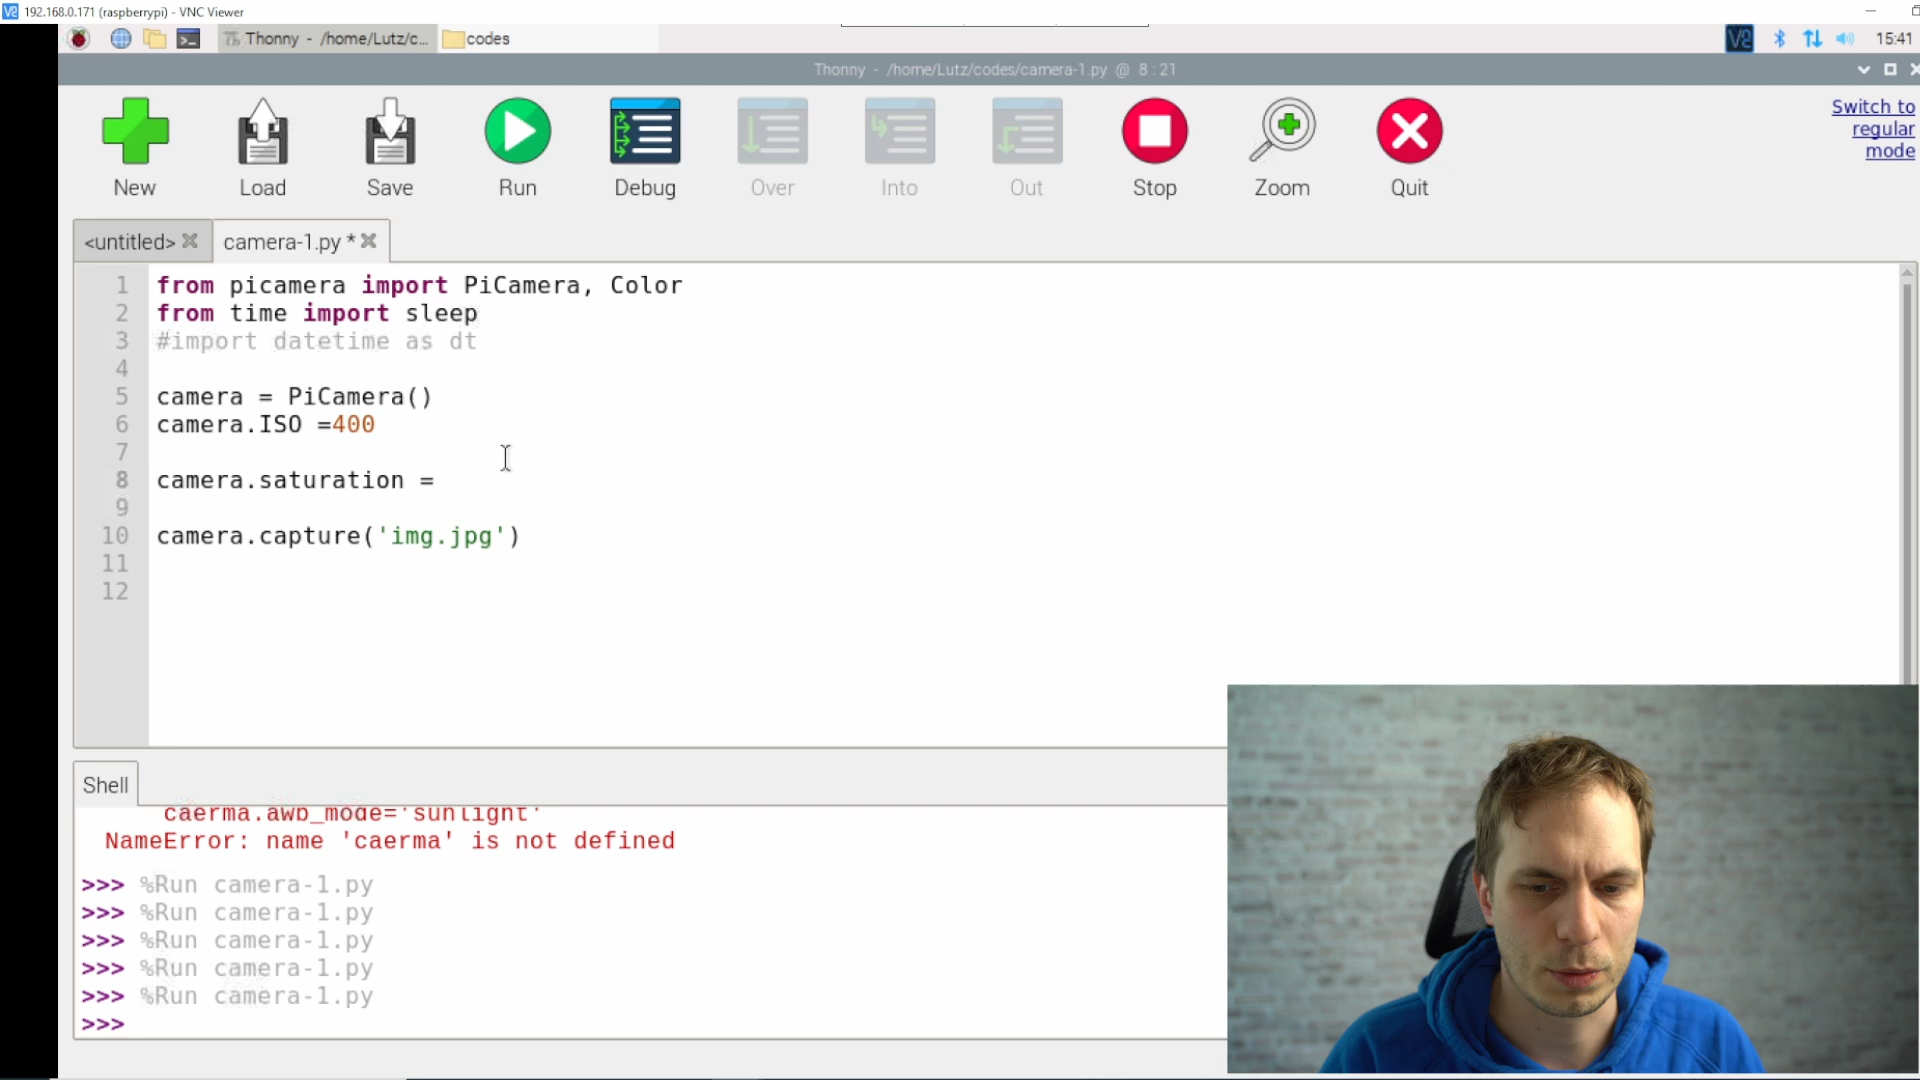 192.168.0.171 (raspberrypi) - VNC Viewer
Thonny - /home/Lutz/c...
codes
15:41
Thonny - /home/Lutz/codes/camera-1.py @ 8:21
New
Load
Save
Run
Debug
Over
Into
Out
Stop
Zoom
Quit
Switch to
regular
mode
<untitled>
camera-1.py *
1 from picamera import PiCamera, Color
2 from time import sleep
3 #import datetime as dt
4
5 camera = PiCamera()
6 camera.ISO =400
7
8 camera.saturation =
9
10 camera.capture('img.jpg')
11
12
Shell
caerma.awb_mode='sunlight'
NameError: name 'caerma' is not defined
>>> %Run camera-1.py
>>> %Run camera-1.py
>>> %Run camera-1.py
>>> %Run camera-1.py
>>> %Run camera-1.py
>>>